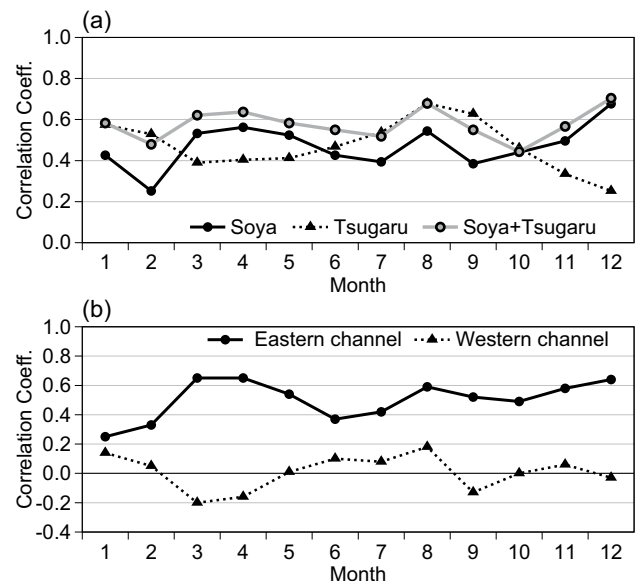 (a)
Correlation Coeff.
1.0
0.8
0.6
0.4
0.2
0.0
Soya Tsugaru Soya+Tsugaru
1 2 3 4 5 6 7 8 9 10 11 12
Month
(b)
Correlation Coeff.
1.0
0.8
0.6
0.4
0.2
0.0
-0.2
-0.4
Eastern channel Western channel
1 2 3 4 5 6 7 8 9 10 11 12
Month